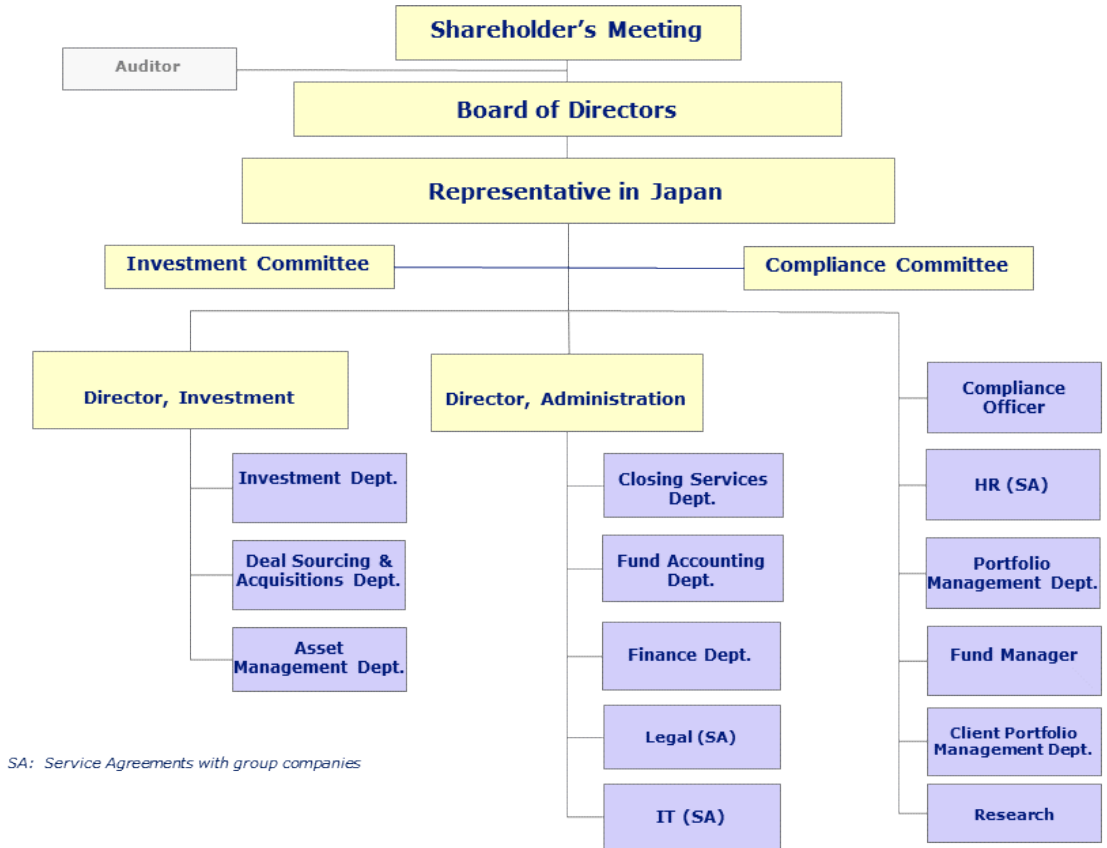 Shareholder's Meeting
Auditor
Board of Directors
Representative in Japan
Investment Committee
Compliance Committee
Director, Investment
Investment Dept.
Deal Sourcing &
Acquisitions Dept.
Asset
Management Dept.
Director, Administration
Closing Services
Dept.
Fund Accounting
Dept.
Finance Dept.
Legal (SA)
IT (SA)
Compliance
Officer
HR (SA)
Portfolio
Management Dept.
Fund Manager
Client Portfolio
Management Dept.
Research
SA: Service Agreements with group companies